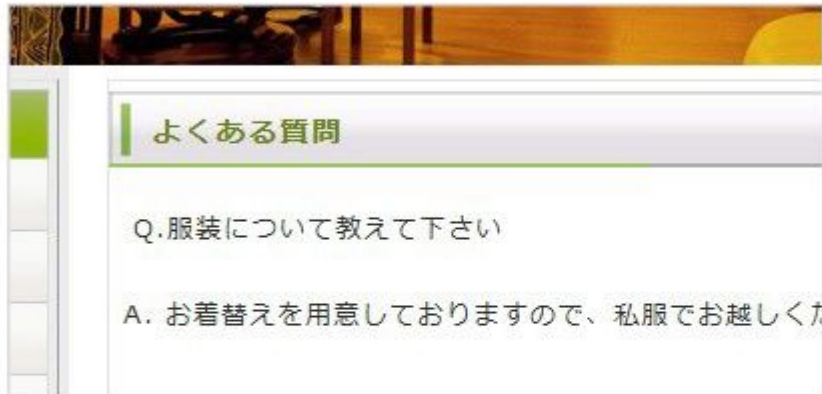 よくある質問
Q.服装について教えて下さい
A. お着替えを用意しておりますので、私服でお越しくだ